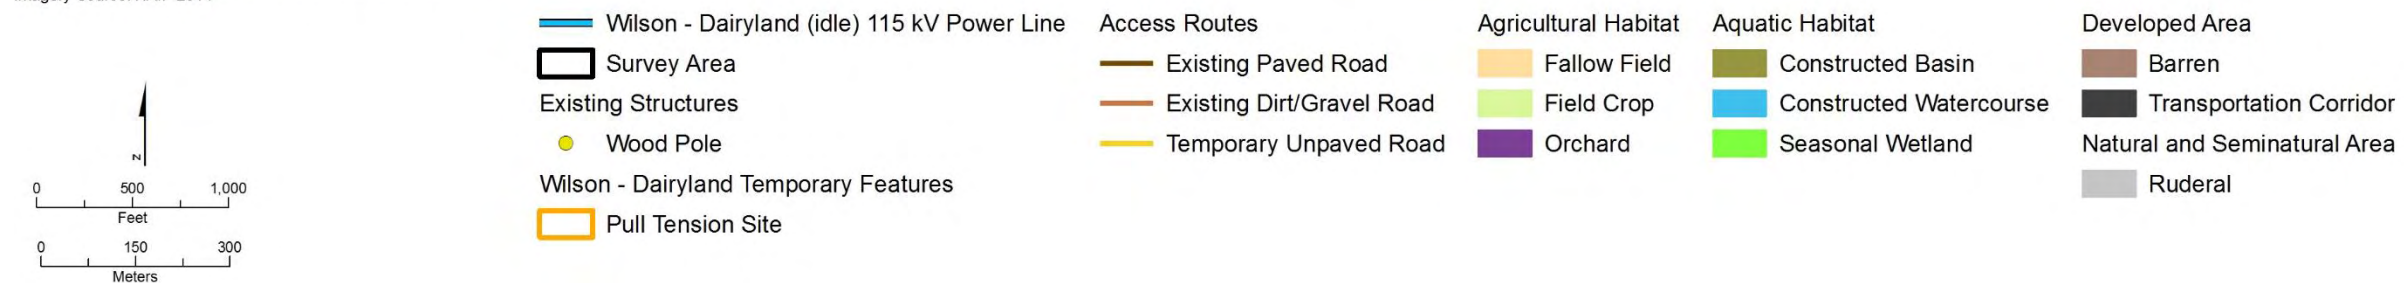 N
0 500 1,000
Feet
0 150 300
Meters
Wilson - Dairyland (idle) 115 kV Power Line
Survey Area
Existing Structures
Wood Pole
Wilson - Dairyland Temporary Features
Pull Tension Site
Access Routes
Existing Paved Road
Existing Dirt/Gravel Road
Temporary Unpaved Road
Agricultural Habitat
Fallow Field
Field Crop
Orchard
Aquatic Habitat
Constructed Basin
Constructed Watercourse
Seasonal Wetland
Developed Area
Barren
Transportation Corridor
Natural and Seminatural Area
Ruderal